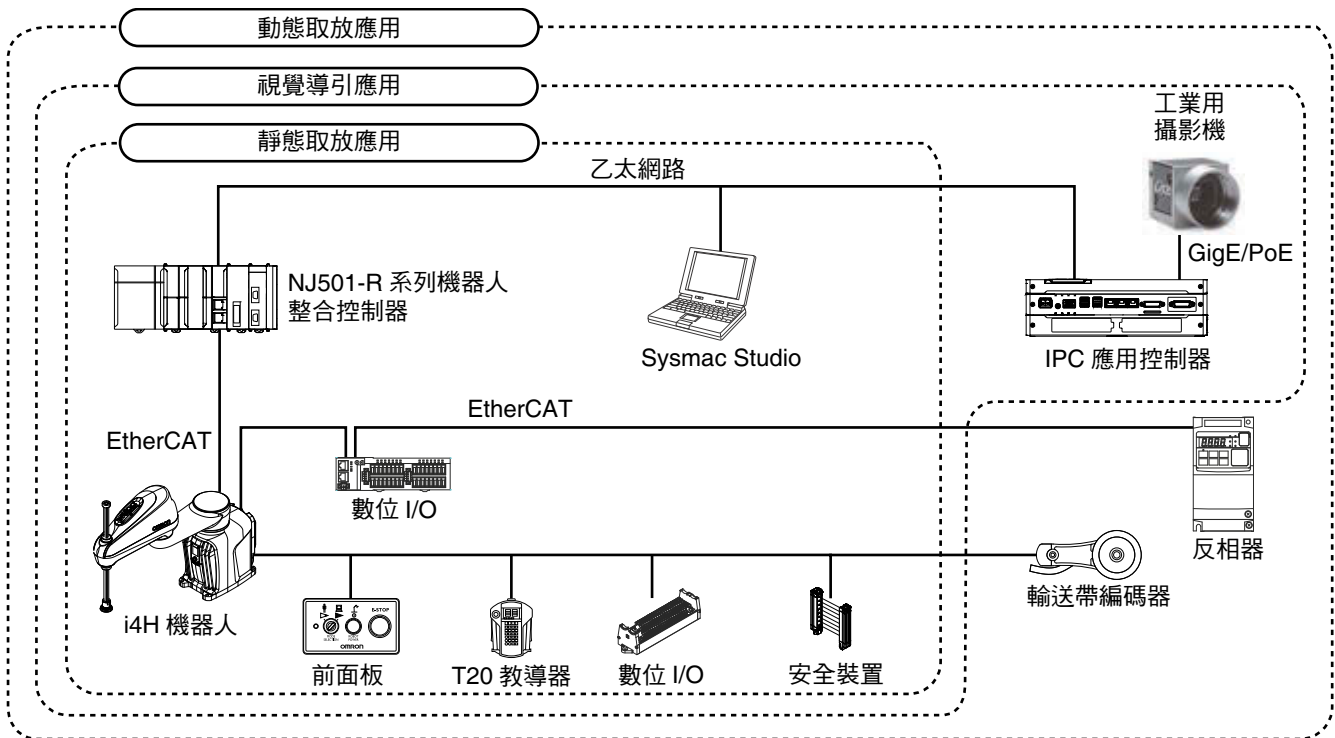 動態取放應用
視覺導引應用
靜態取放應用
工業用
攝影機
乙太網路
GigE/PoE
NJ501-R 系列機器人
整合控制器
Sysmac Studio
IPC 應用控制器
EtherCAT
EtherCAT
數位 I/O
反相器
i4H 機器人
E-STOP
OMRON
前面板
T20 教導器
數位 I/O
安全裝置
輸送帶編碼器